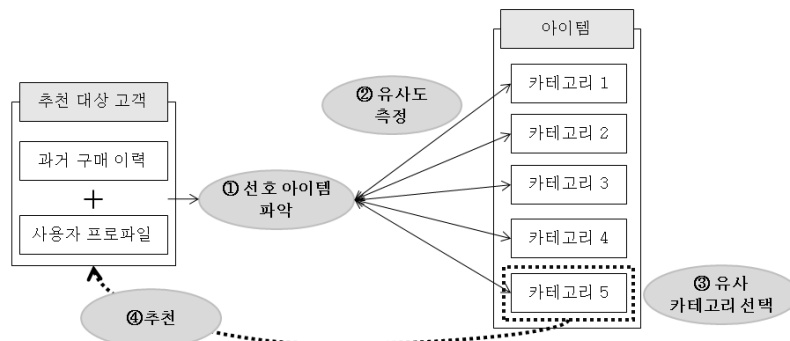 추천 대상 고객
과거 구매 이력
+
사용자 프로파일
① 선호 아이템
파악
② 유사도
측정
아이템
카테고리 1
카테고리 2
카테고리 3
카테고리 4
카테고리 5
③ 유사
카테고리 선택
④추천